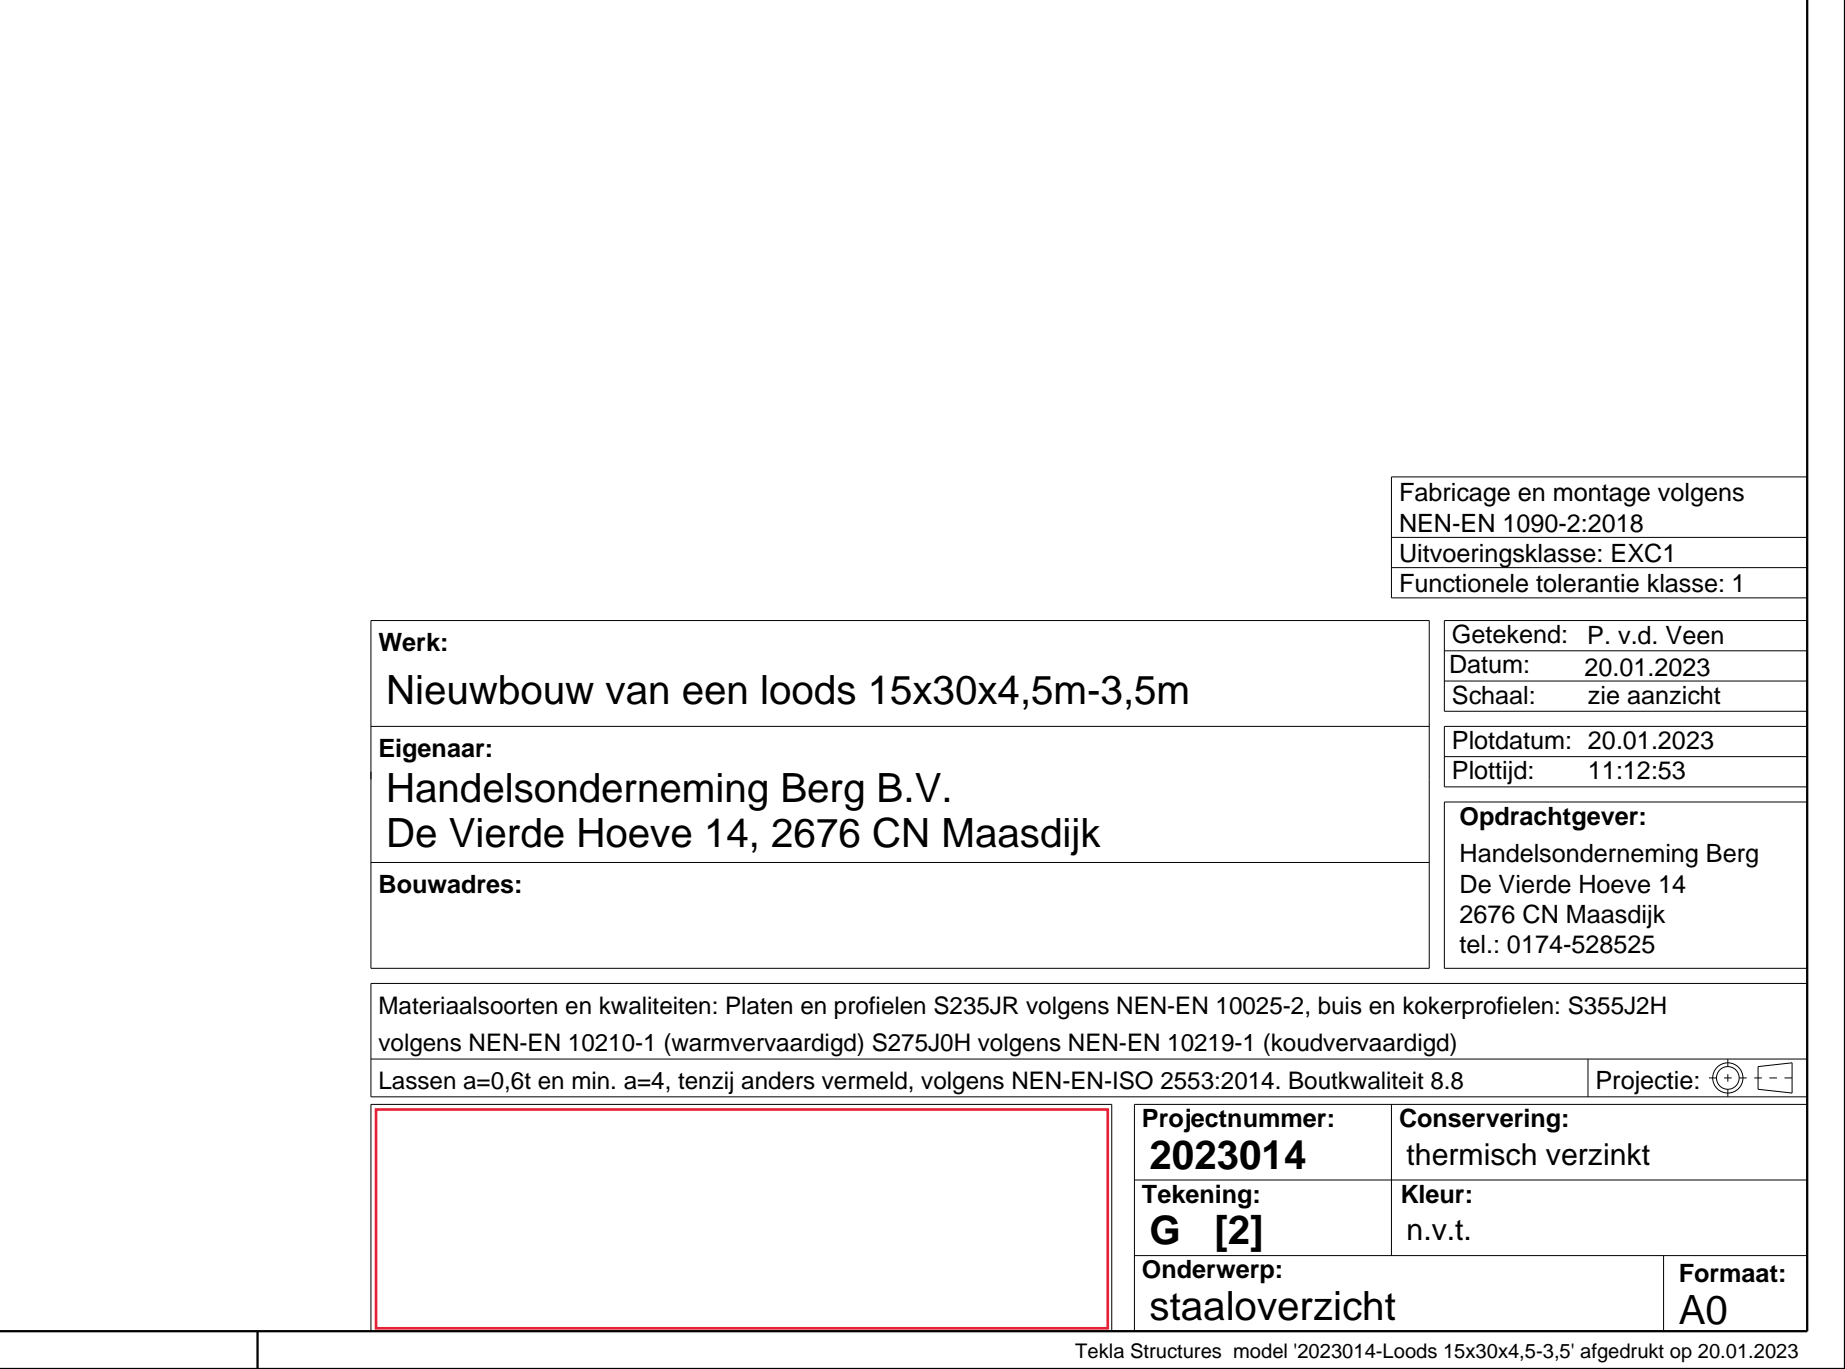 Fabricage en montage volgens
NEN-EN 1090-2:2018
Uitvoeringsklasse: EXC1
Functionele tolerantie klasse: 1
Werk:
Nieuwbouw van een loods 15x30x4,5m-3,5m
Eigenaar:
Handelsonderneming Berg B.V.
De Vierde Hoeve 14, 2676 CN Maasdijk
Bouwadres:
Getekend: P. v.d. Veen
Datum: 20.01.2023
Schaal: zie aanzicht
Plotdatum: 20.01.2023
Plottijd: 11:12:53
Opdrachtgever:
Handelsonderneming Berg
De Vierde Hoeve 14
2676 CN Maasdijk
tel.: 0174-528525
Materiaalsoorten en kwaliteiten: Platen en profielen S235JR volgens NEN-EN 10025-2, buis en kokerprofielen: S355J2H
volgens NEN-EN 10210-1 (warmvervaardigd) S275J0H volgens NEN-EN 10219-1 (koudvervaardigd)
Lassen a=0,6t en min. a=4, tenzij anders vermeld, volgens NEN-EN-ISO 2553:2014. Boutkwaliteit 8.8
Projectie:
Projectnummer:
2023014
Conservering:
thermisch verzinkt
Tekening:
G [2]
Kleur:
n.v.t.
Onderwerp:
staaloverzicht
Formaat:
A0
Tekla Structures model '2023014-Loods 15x30x4,5-3,5' afgedrukt op 20.01.2023